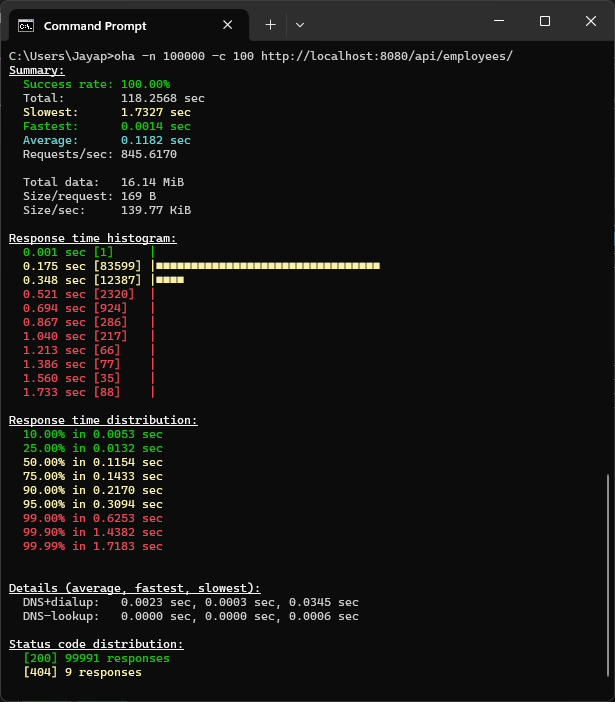 Command Prompt
C:\Users\Jayap>oha -n 100000 -c 100 http://localhost:8080/api/employees/
Summary:
Success rate: 100.00%
Total: 118.2568 sec
Slowest: 1.7327 sec
Fastest: 0.0014 sec
Average: 0.1182 sec
Requests/sec: 845.6170
Total data: 16.14 MiB
Size/request: 169 B
Size/sec: 139.77 KiB
Response time histogram:
0.001 sec [1] |
0.175 sec [83599] |■■■■■■■■■■■■■■■■■■■■■■■■■■■■■■■■
0.348 sec [12387] |■■■■
0.521 sec [2320] |
0.694 sec [924] |
0.867 sec [286] |
1.040 sec [217] |
1.213 sec [66] |
1.386 sec [77] |
1.560 sec [35] |
1.733 sec [88] |
Response time distribution:
10.00% in 0.0053 sec
25.00% in 0.0132 sec
50.00% in 0.1154 sec
75.00% in 0.1433 sec
90.00% in 0.2170 sec
95.00% in 0.3094 sec
99.00% in 0.6253 sec
99.90% in 1.4382 sec
99.99% in 1.7183 sec
Details (average, fastest, slowest):
DNS+dialup: 0.0023 sec, 0.0003 sec, 0.0345 sec
DNS-lookup: 0.0000 sec, 0.0000 sec, 0.0006 sec
Status code distribution:
[200] 99991 responses
[404] 9 responses